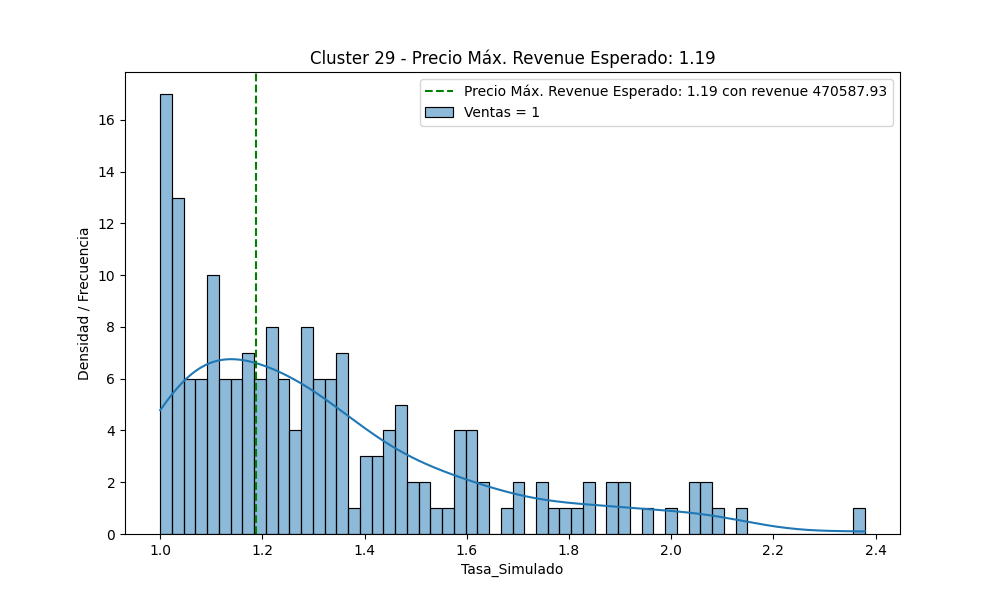 Cluster 29 - Precio Máx. Revenue Esperado: 1.19
Precio Máx. Revenue Esperado: 1.19 con revenue 470587.93
Ventas = 1
Densidad / Frecuencia
16
14
12
10
8
6
4
2
0
1.0 1.2 1.4 1.6 1.8 2.0 2.2 2.4
Tasa_Simulado